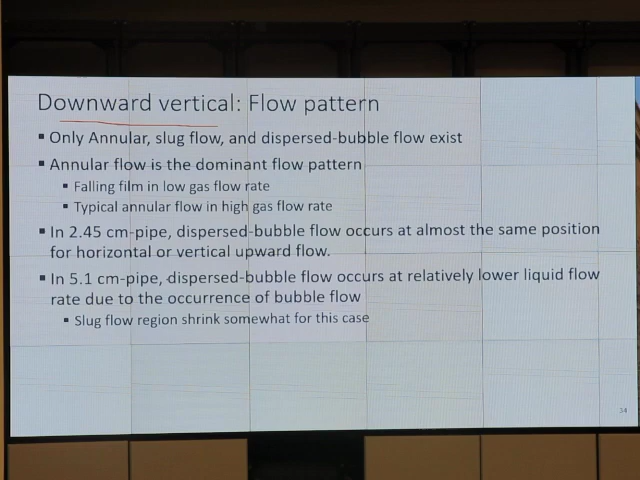 Downward vertical: Flow pattern
▪ Only Annular, slug flow, and dispersed-bubble flow exist
▪ Annular flow is the dominant flow pattern
▪ Falling film in low gas flow rate
▪ Typical annular flow in high gas flow rate
▪ In 2.45 cm-pipe, dispersed-bubble flow occurs at almost the same position
for horizontal or vertical upward flow.
▪ In 5.1 cm-pipe, dispersed-bubble flow occurs at relatively lower liquid flow
rate due to the occurrence of bubble flow
▪ Slug flow region shrink somewhat for this case
34